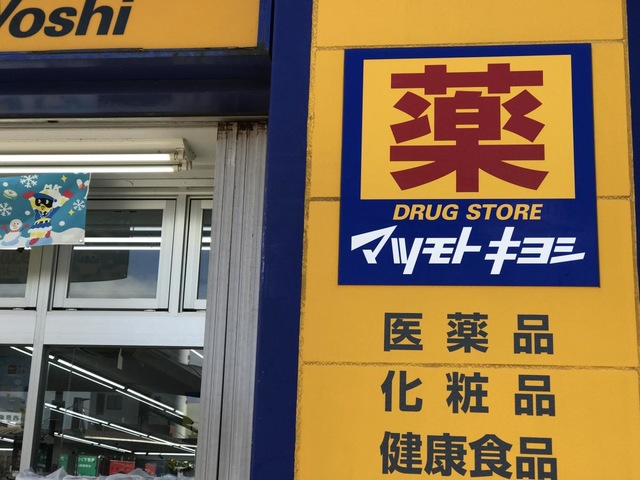 Yoshi
薬
DRUG STORE
マツモトキヨシ
医薬品
化粧品
健康食品